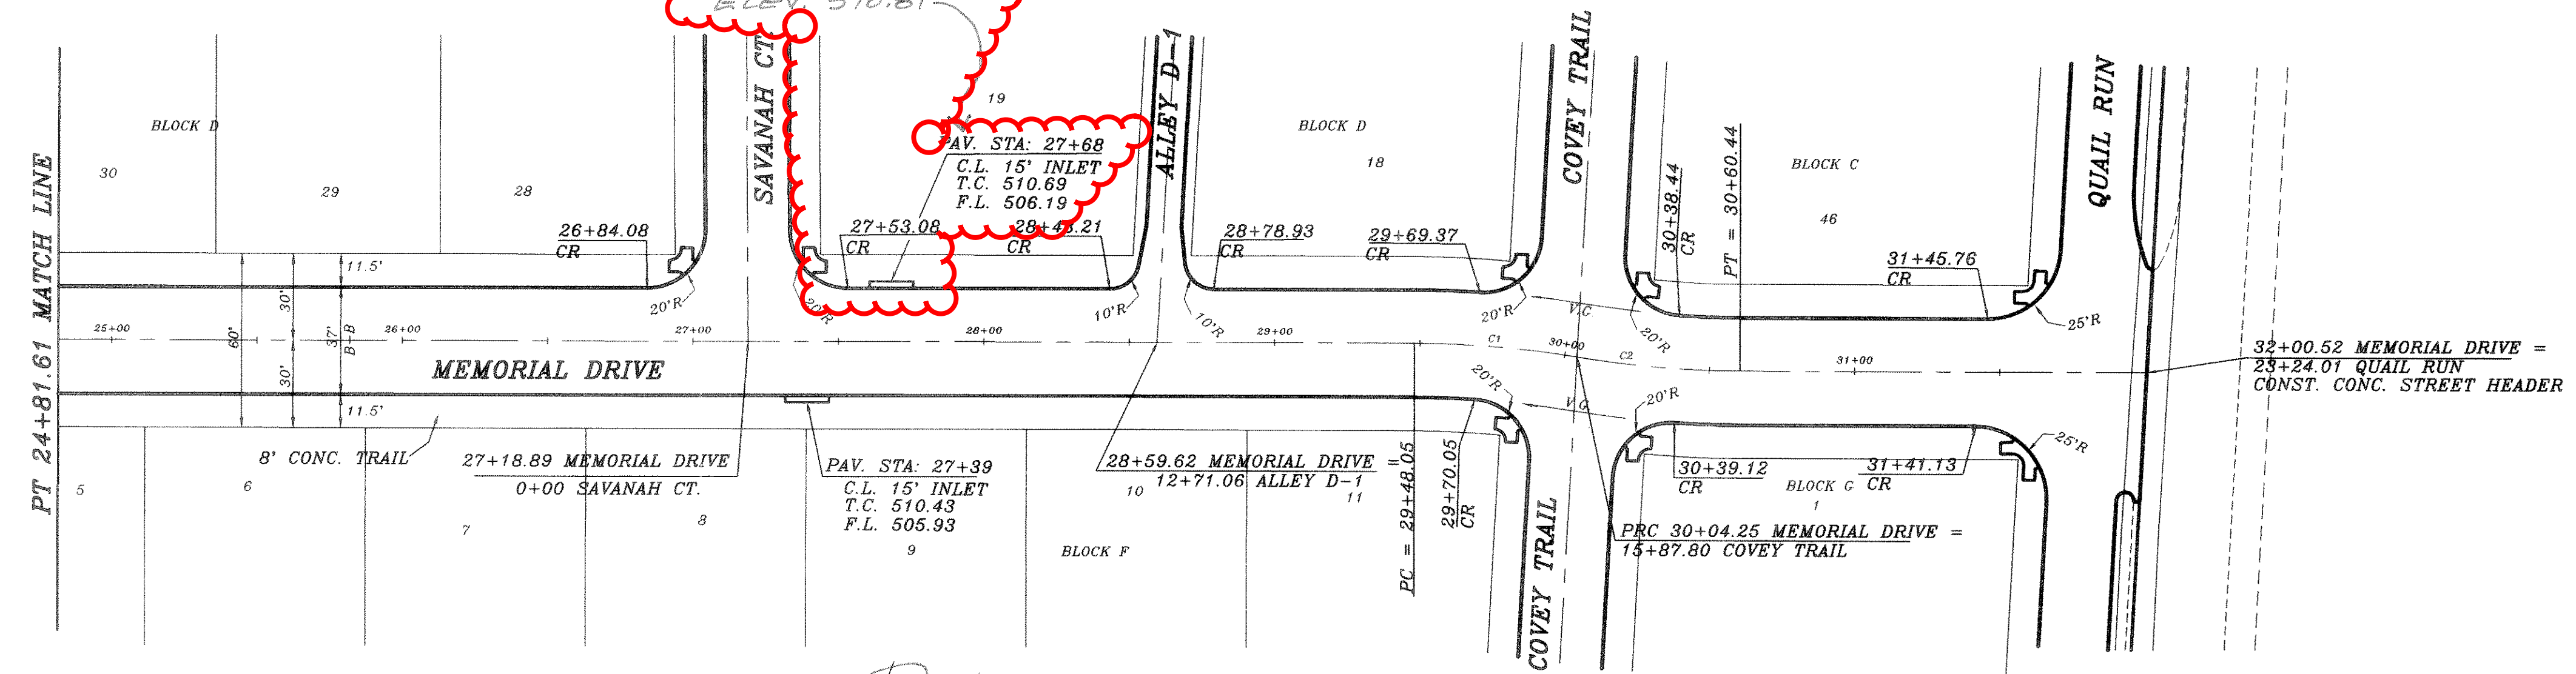 ELEV. 510.81
SAVANAH CT.
ALLEY D-1
COVEY TRAIL
QUAIL RUN
PT 24+81.61 MATCH LINE
BLOCK D
30
29
28
19
PAV. STA: 27+68
C.L. 15' INLET
T.C. 510.69
F.L. 506.19
BLOCK D
18
BLOCK C
46
26+84.08
CR
27+53.08
CR
CR
28+78.93
CR
29+69.37
CR
30+38.44
CR
PT = 30+60.44
31+45.76
CR
11.5'
30'
60'
37'
B-B
30'
11.5'
20'R
20'R
10'R
10'R
20'R
20'R
25'R
V.C.
25+00
26+00
27+00
28+00
29+00
C1
30+00
C2
31+00
MEMORIAL DRIVE
32+00.52 MEMORIAL DRIVE =
23+24.01 QUAIL RUN
CONST. CONC. STREET HEADER
20'R
20'R
V.G.
25'R
8' CONC. TRAIL
27+18.89 MEMORIAL DRIVE
0+00 SAVANAH CT.
PAV. STA: 27+39
C.L. 15' INLET
T.C. 510.43
F.L. 505.93
28+59.62 MEMORIAL DRIVE =
12+71.06 ALLEY D-1
PC = 29+48.05
29+70.05
CR
30+39.12
CR
31+41.13
CR
BLOCK G
1
PRC 30+04.25 MEMORIAL DRIVE =
15+87.80 COVEY TRAIL
COVEY TRAIL
5
6
7
8
9
10
11
BLOCK F